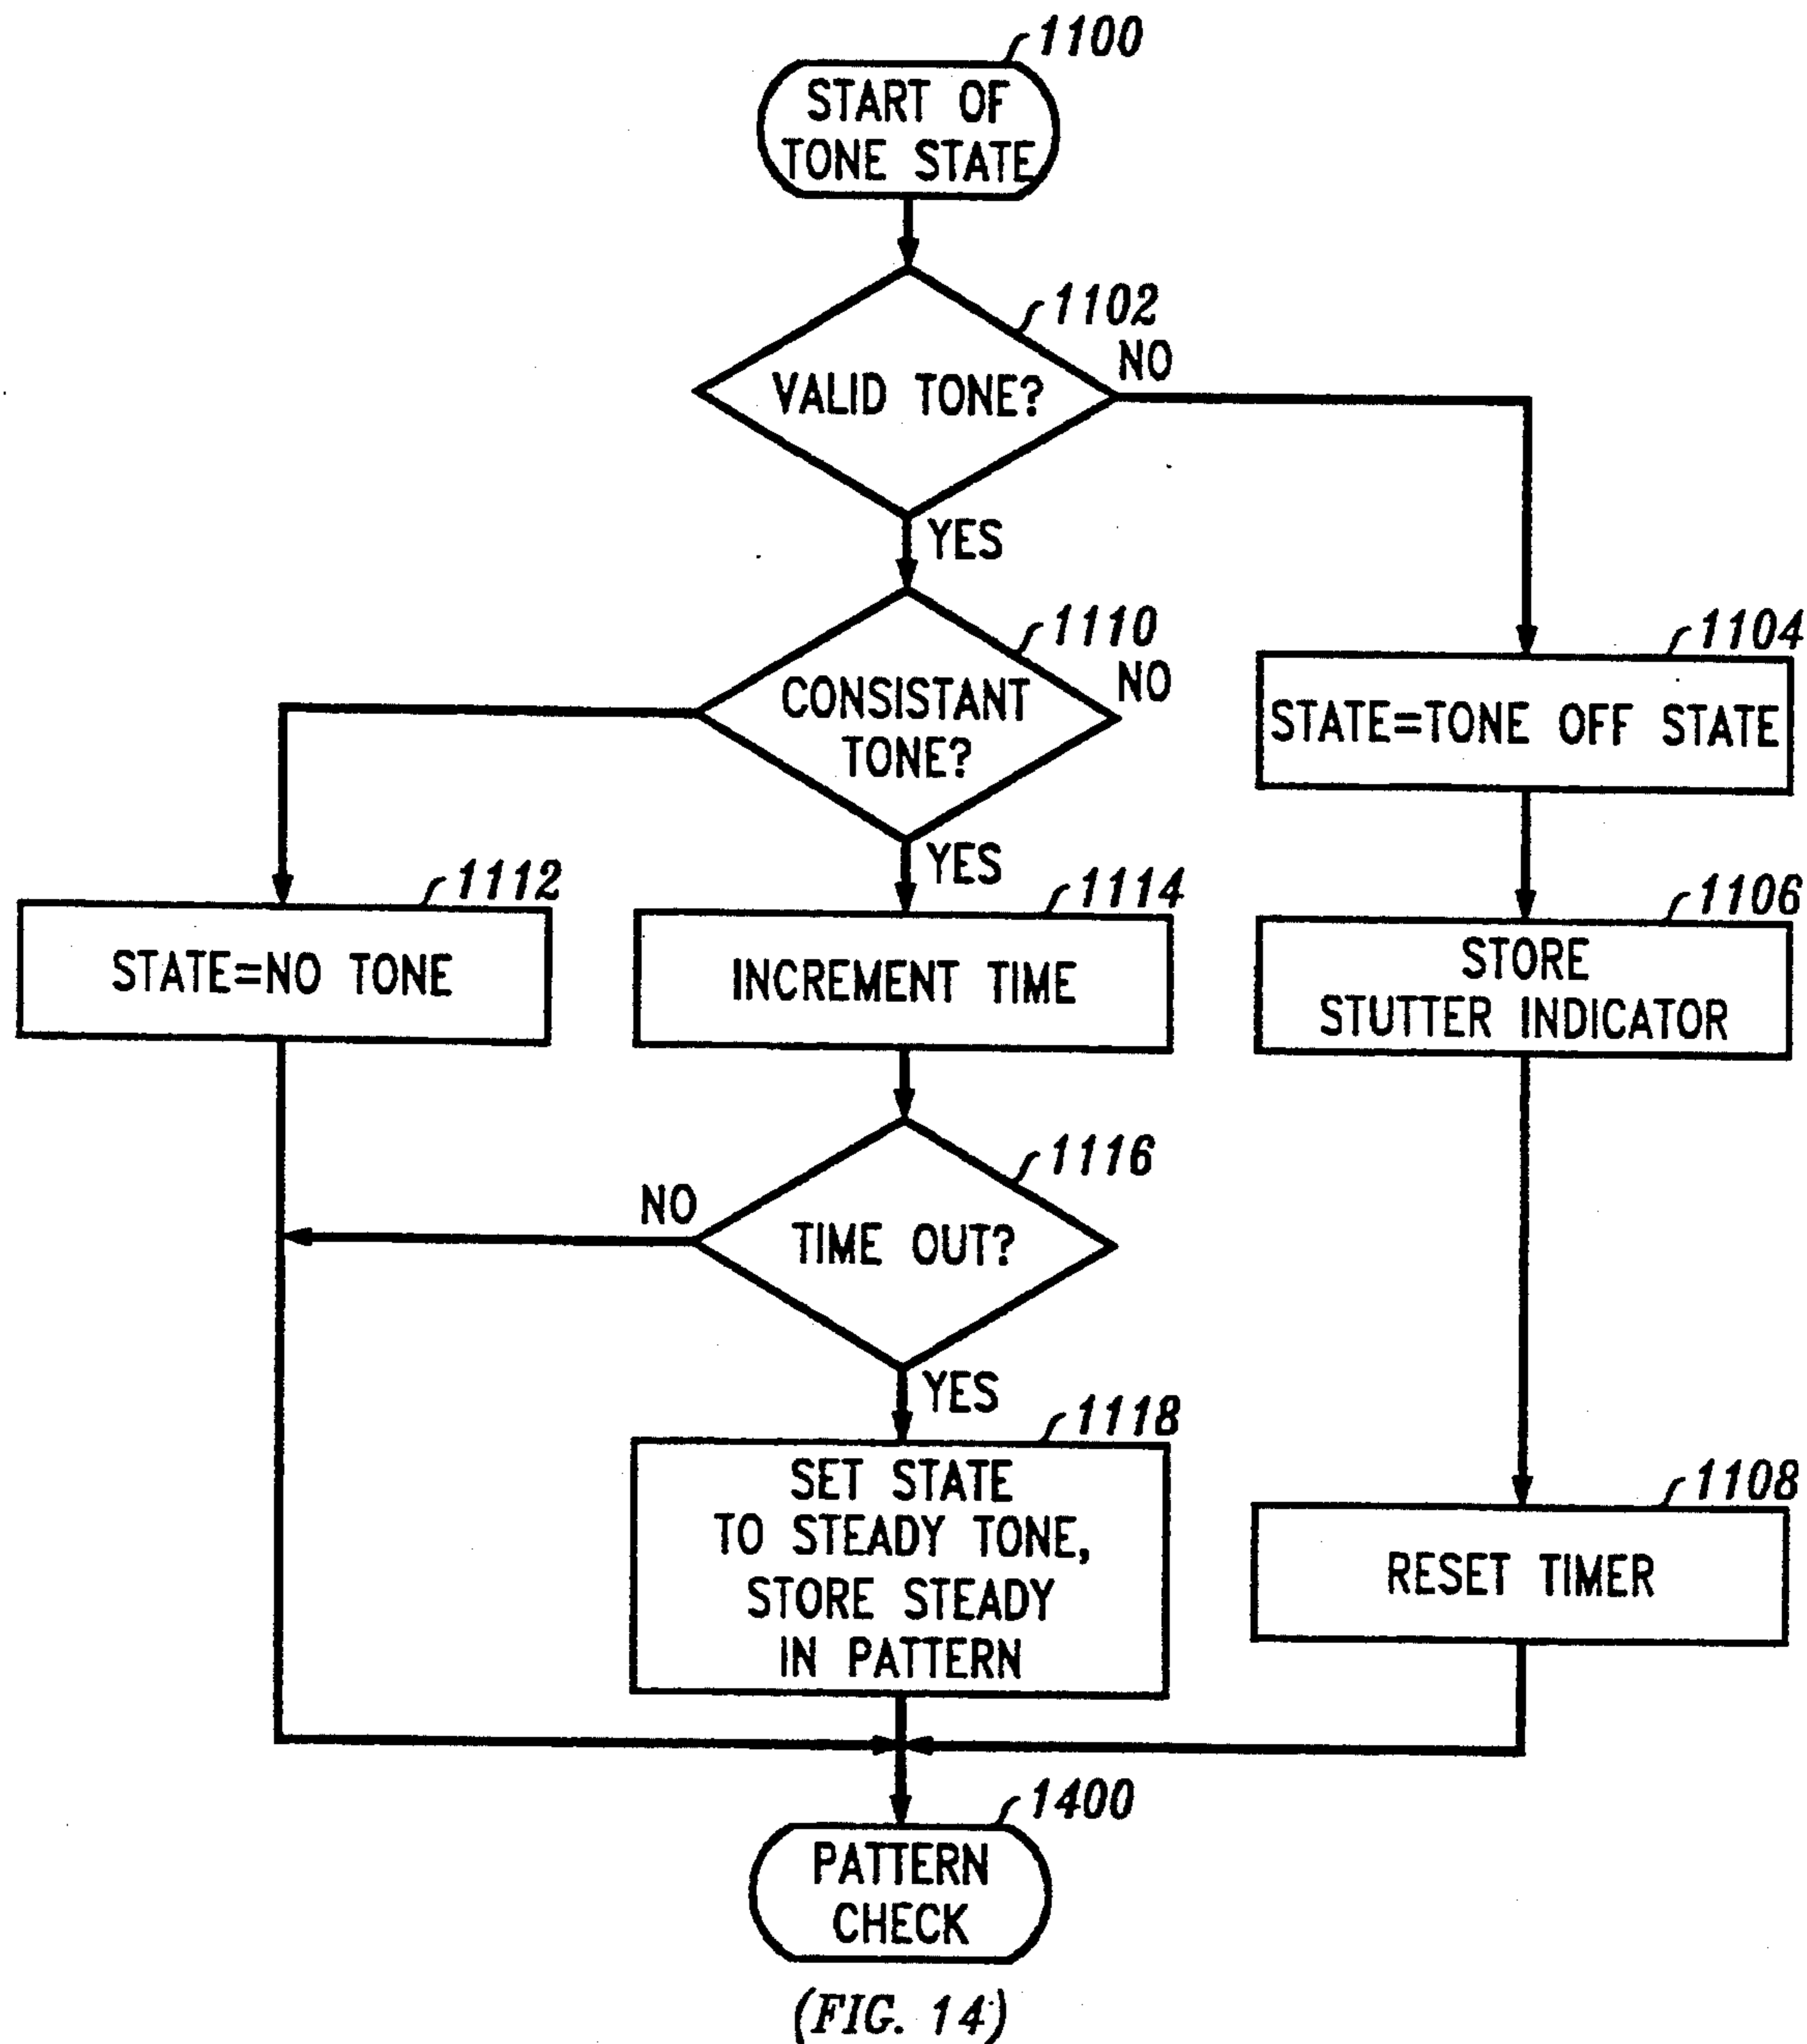 1100
START OF
TONE STATE
1102
NO
VALID TONE?
YES
1110
NO
CONSISTANT
TONE?
YES
1104
STATE=TONE OFF STATE
1112
STATE=NO TONE
1114
INCREMENT TIME
1106
STORE
STUTTER INDICATOR
1116
NO
TIME OUT?
YES
1118
SET STATE
TO STEADY TONE,
STORE STEADY
IN PATTERN
1108
RESET TIMER
1400
PATTERN
CHECK
(FIG. 14)